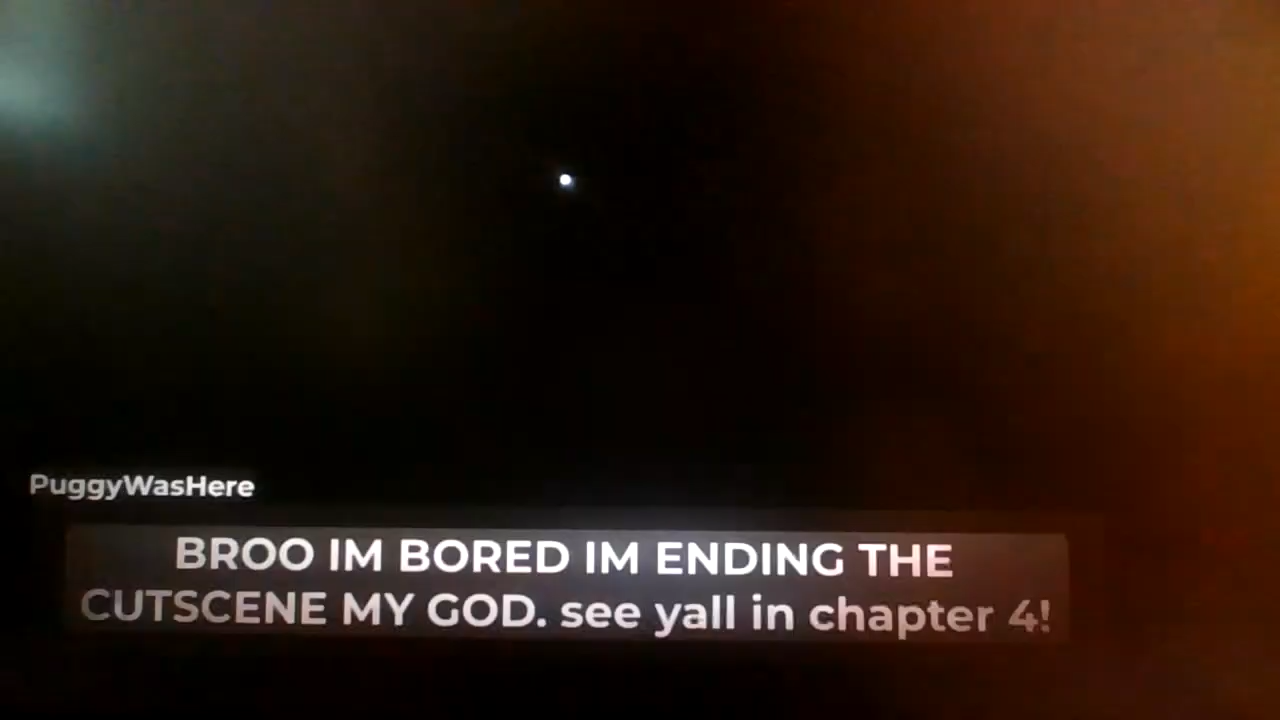 PuggyWasHere
BROO IM BORED IM ENDING THE
CUTSCENE MY GOD. see yall in chapter 4!